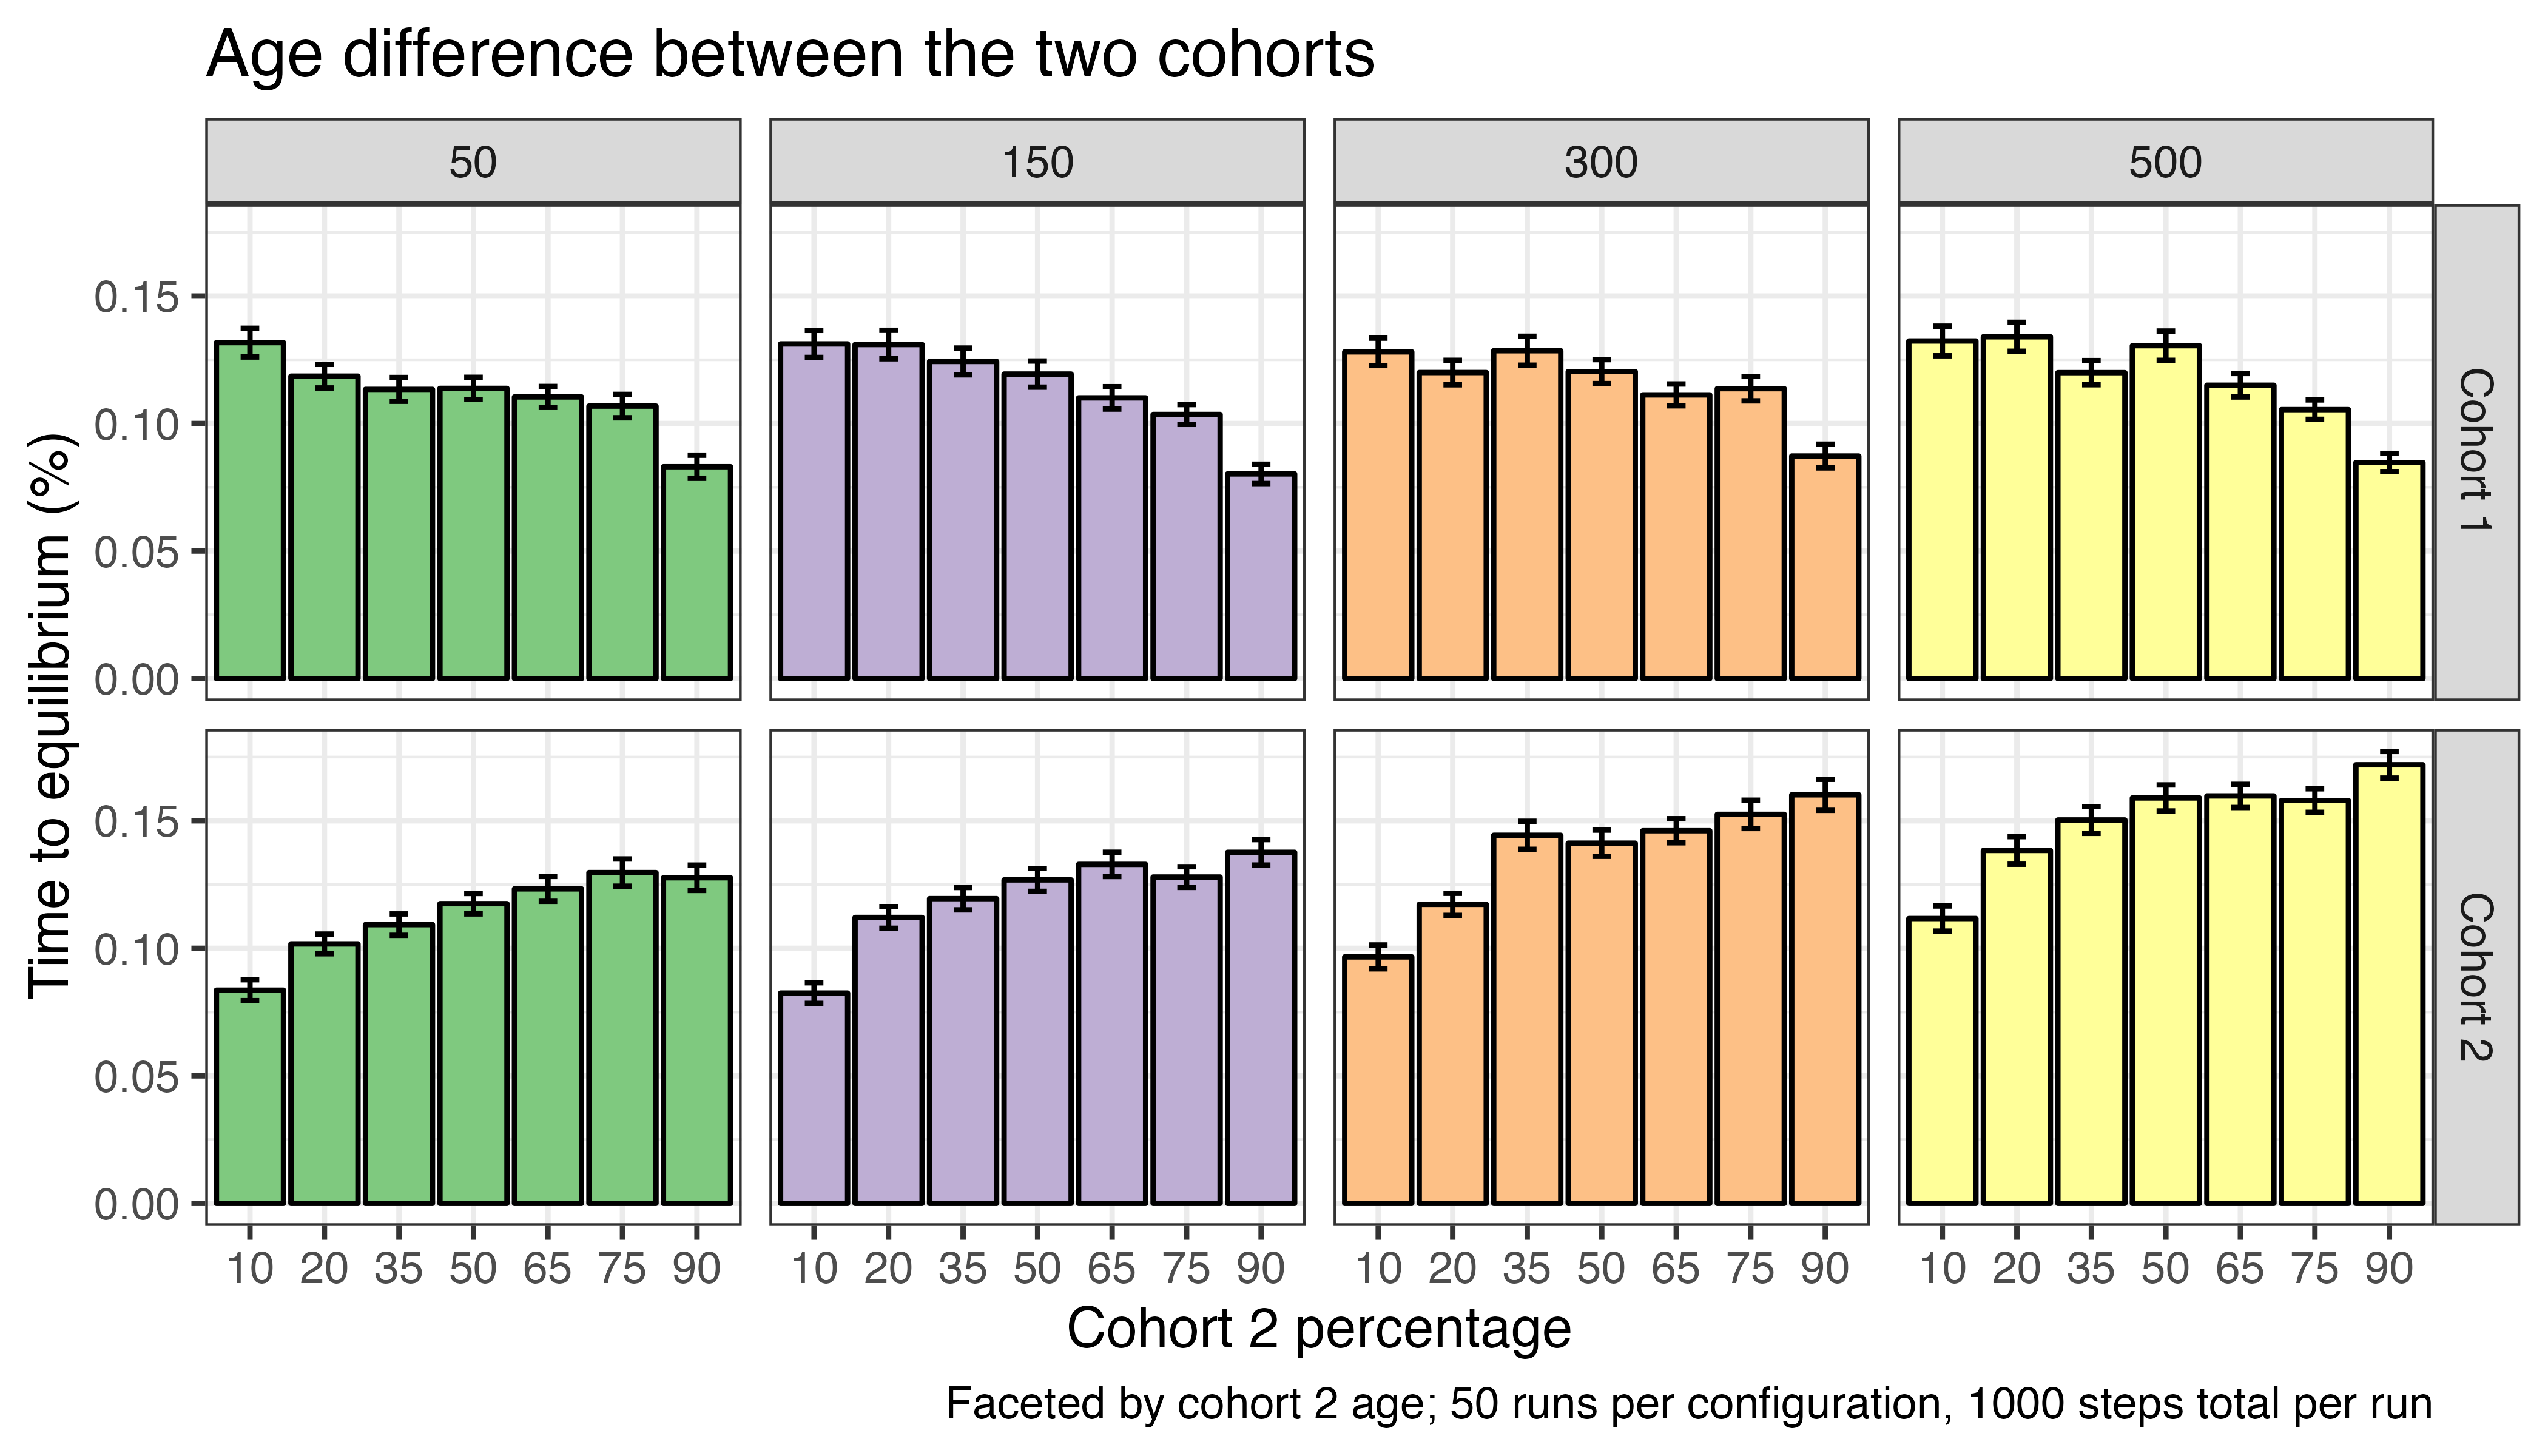 Age difference between the two cohorts
50 150 300 500
0.15
0.10
0.05
0.00
Cohort 1
0.15
0.10
0.05
0.00
Cohort 2
Time to equilibrium (%)
10 20 35 50 65 75 90 10 20 35 50 65 75 90 10 20 35 50 65 75 90 10 20 35 50 65 75 90
Cohort 2 percentage
Faceted by cohort 2 age; 50 runs per configuration, 1000 steps total per run